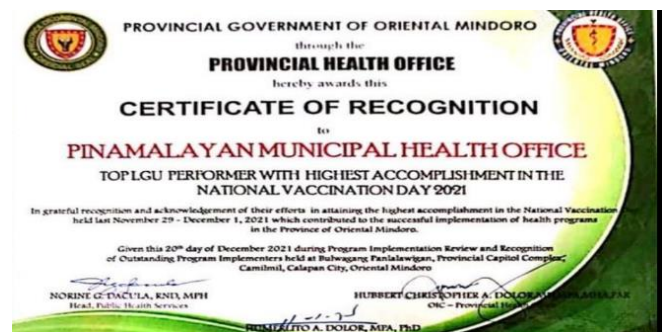 PROVINCIAL GOVERNMENT OF ORIENTAL MINDORO
through the
PROVINCIAL HEALTH OFFICE
hereby awards this
CERTIFICATE OF RECOGNITION
to
PINAMALAYAN MUNICIPAL HEALTH OFFICE
TOP LGU PERFORMER WITH HIGHEST ACCOMPLISHMENT IN THE
NATIONAL VACCINATION DAY 2021
In grateful recognition and acknowledgement of their efforts in attaining the highest accomplishment in the National Vaccination
held last November 29 - December 1, 2021 which contributed to the successful implementation of health programs
in the Province of Oriental Mindoro.
Given this 20th day of December 2021 during Program Implementation Review and Recognition
of Outstanding Program Implementers held at Bulwagang Panlalawigan, Provincial Capitol Complex,
Camilmil, Calapan City, Oriental Mindoro
NORINE G. DACULA, RND, MPH
Head, Public Health Services
HUBBERT CHRISTOPHER A. DOLOR
OIC - Provincial Health
HUMERLITO A. DOLOR, MPA, PhD